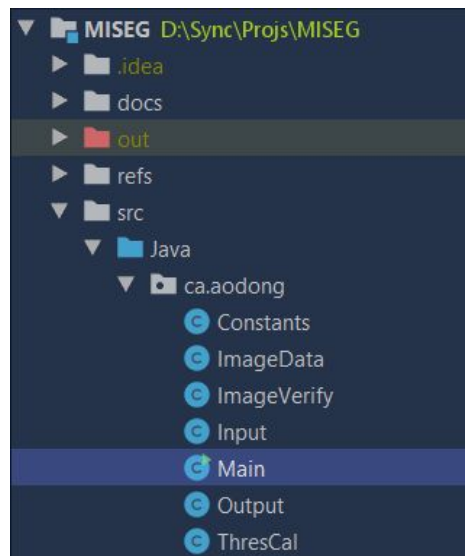 MISEG D:\Sync\Projs\MISEG
.idea
docs
out
refs
src
Java
ca.aodong
C Constants
C ImageData
C ImageVerify
C Input
C Main
C Output
C ThresCal